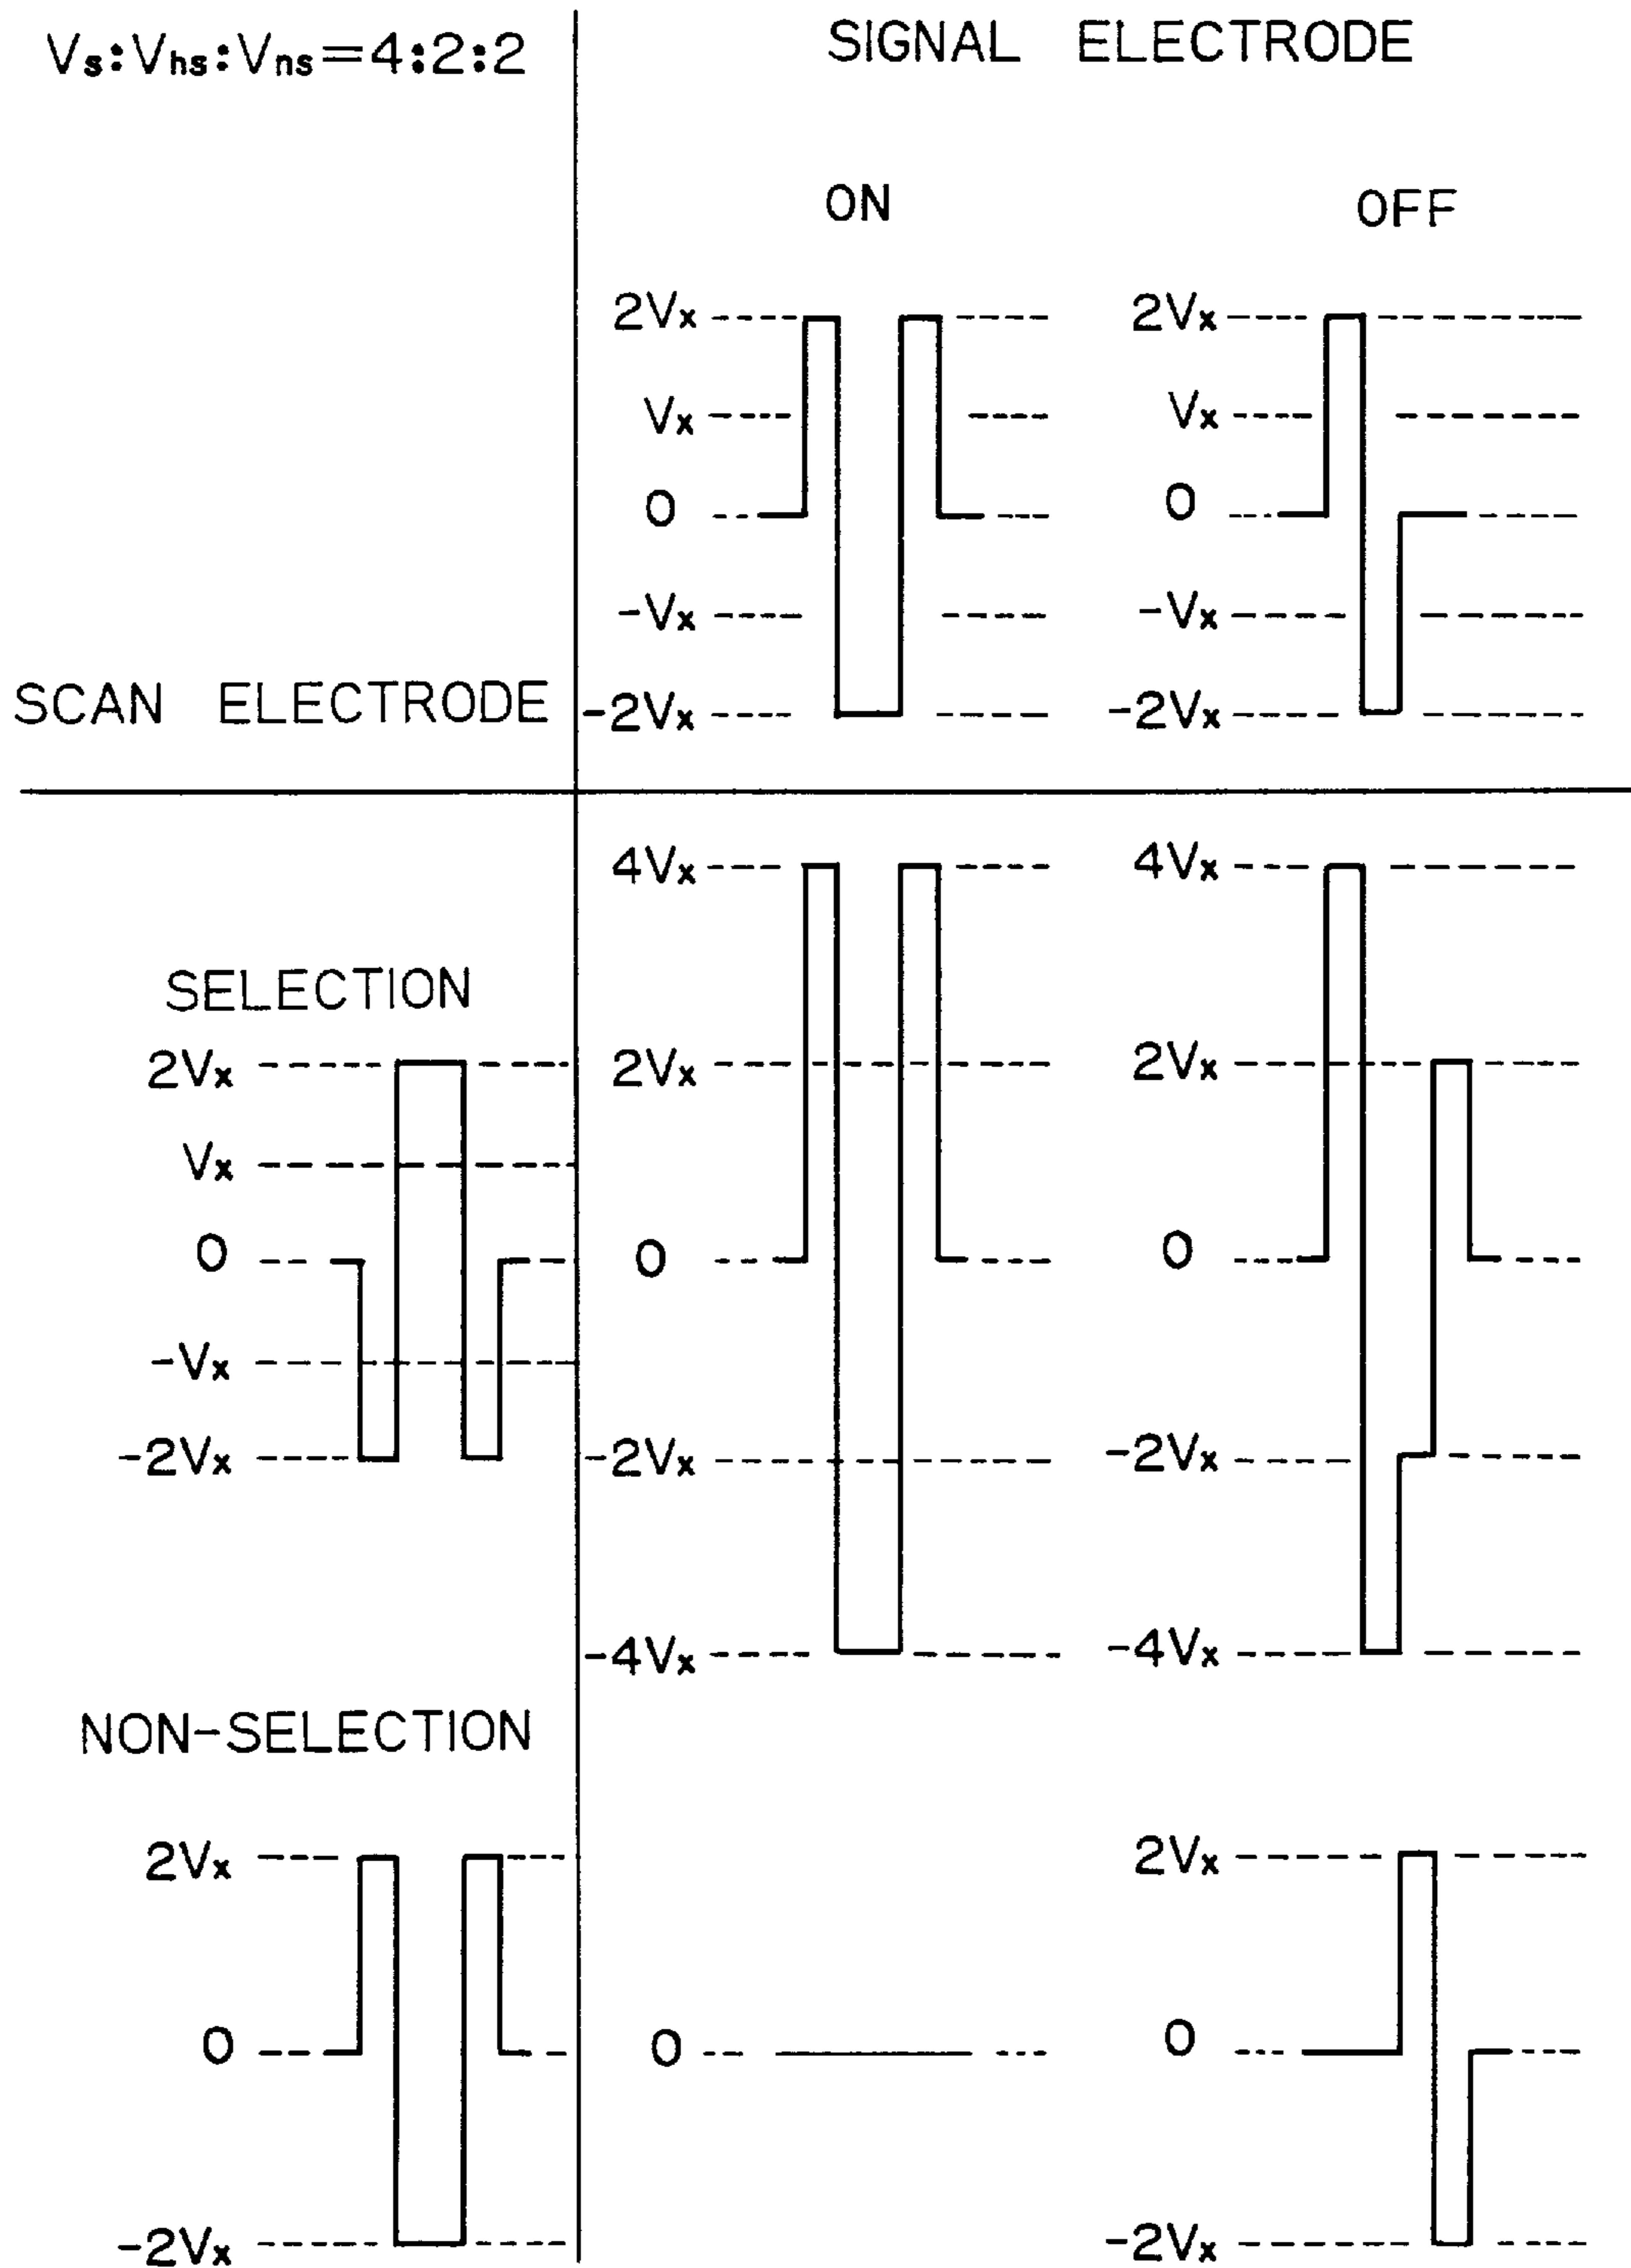 Vs:Vhs:Vns=4:2:2
SIGNAL ELECTRODE
ON
OFF
2Vx
Vx
0
-Vx
-2Vx
2Vx
Vx
0
-Vx
-2Vx
SCAN ELECTRODE
SELECTION
2Vx
Vx
0
-Vx
-2Vx
4Vx
2Vx
0
-2Vx
-4Vx
4Vx
2Vx
0
-2Vx
-4Vx
NON-SELECTION
2Vx
0
-2Vx
0
2Vx
0
-2Vx